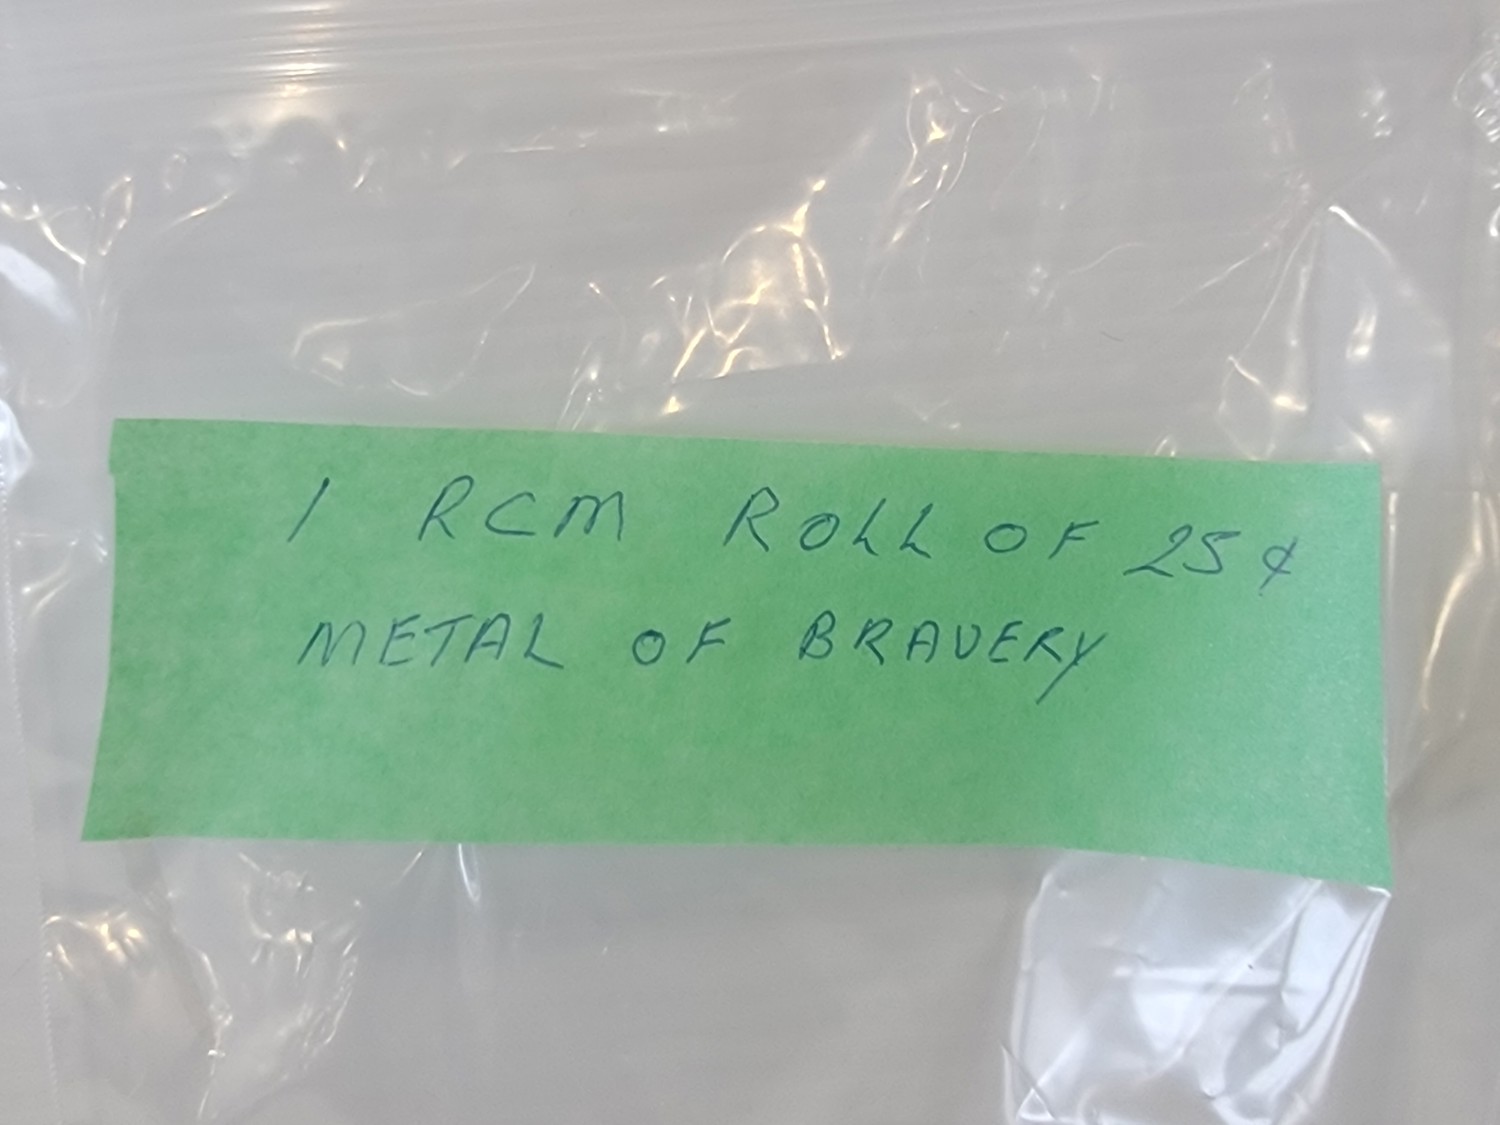 1 RCM ROLL OF 25¢
METAL OF BRAVERY